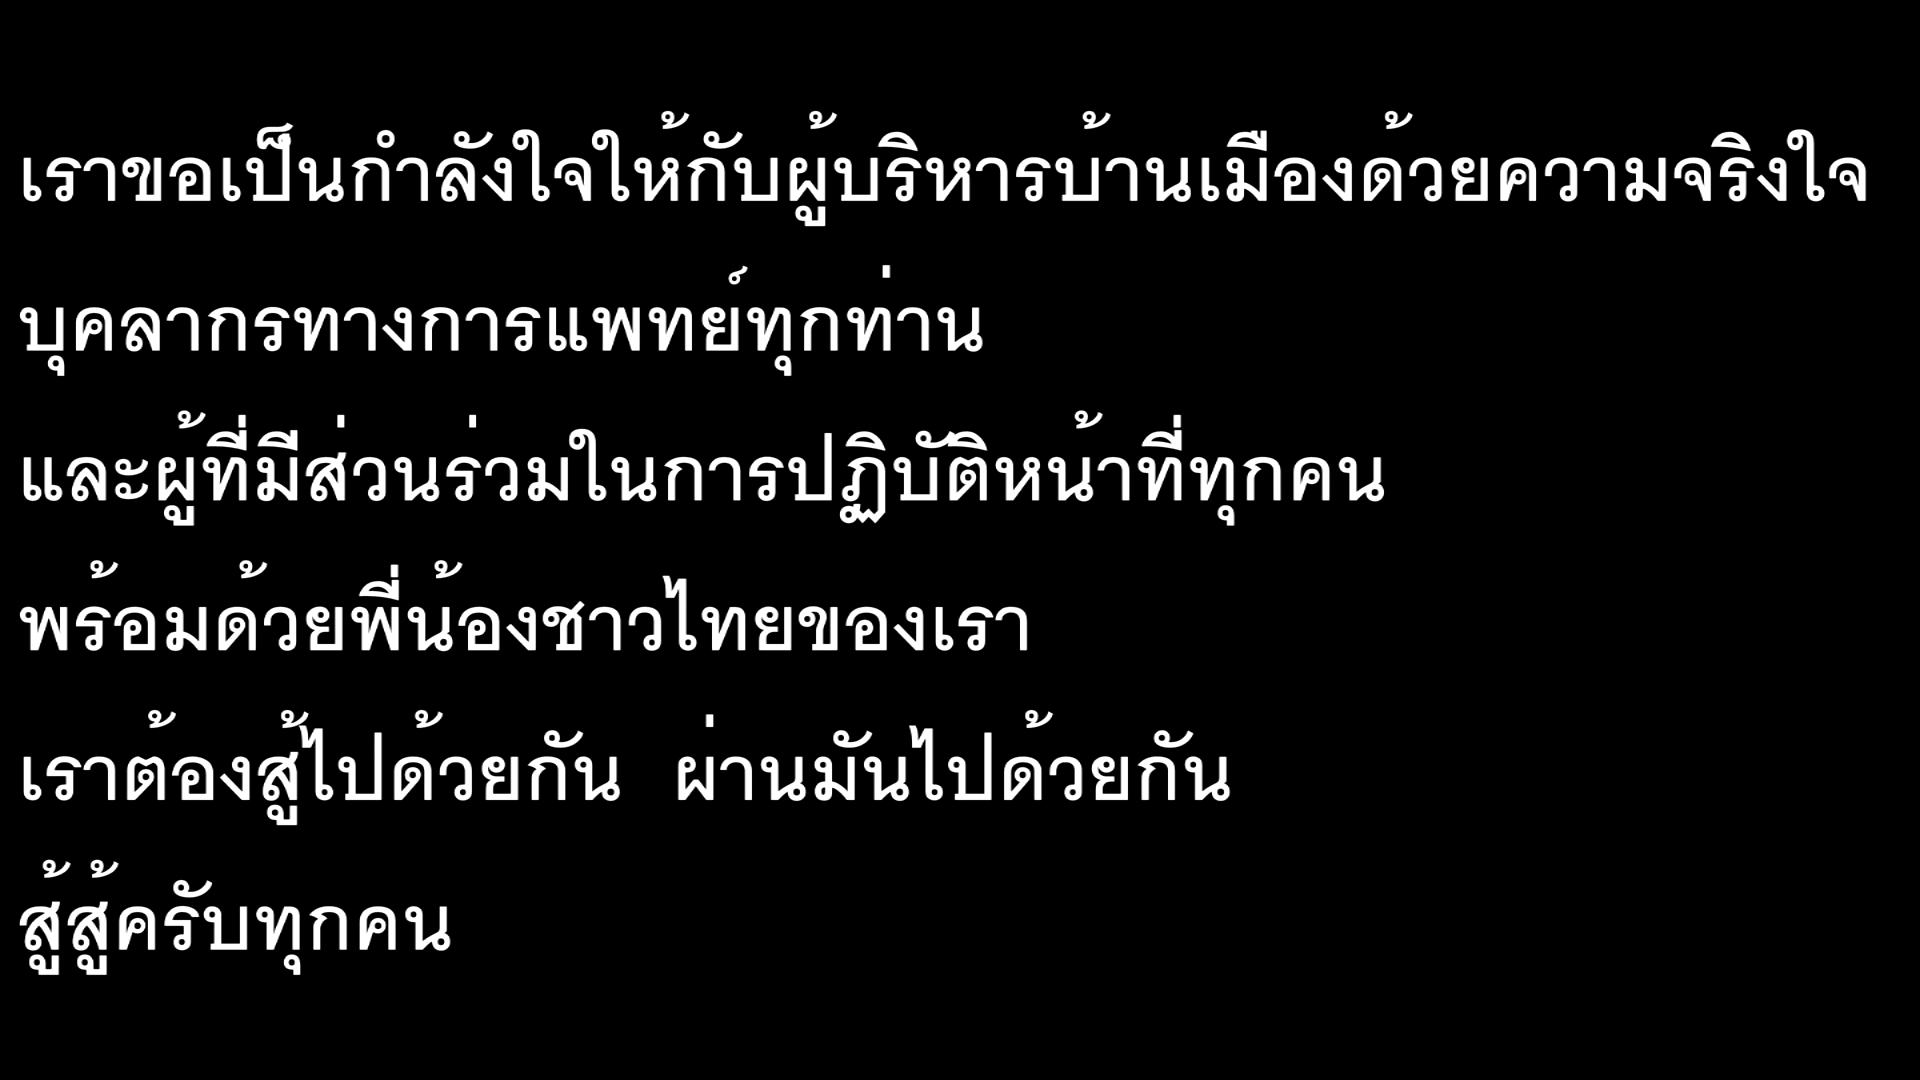 เราขอเป็นกำลังใจให้กับผู้บริหารบ้านเมืองด้วยความจริงใจ
บุคลากรทางการแพทย์ทุกท่าน
และผู้ที่มีส่วนร่วมในการปฏิบัติหน้าที่ทุกคน
พร้อมด้วยพี่น้องชาวไทยของเรา
เราต้องสู้ไปด้วยกัน ผ่านมันไปด้วยกัน
สู้สู้ครับทุกคน